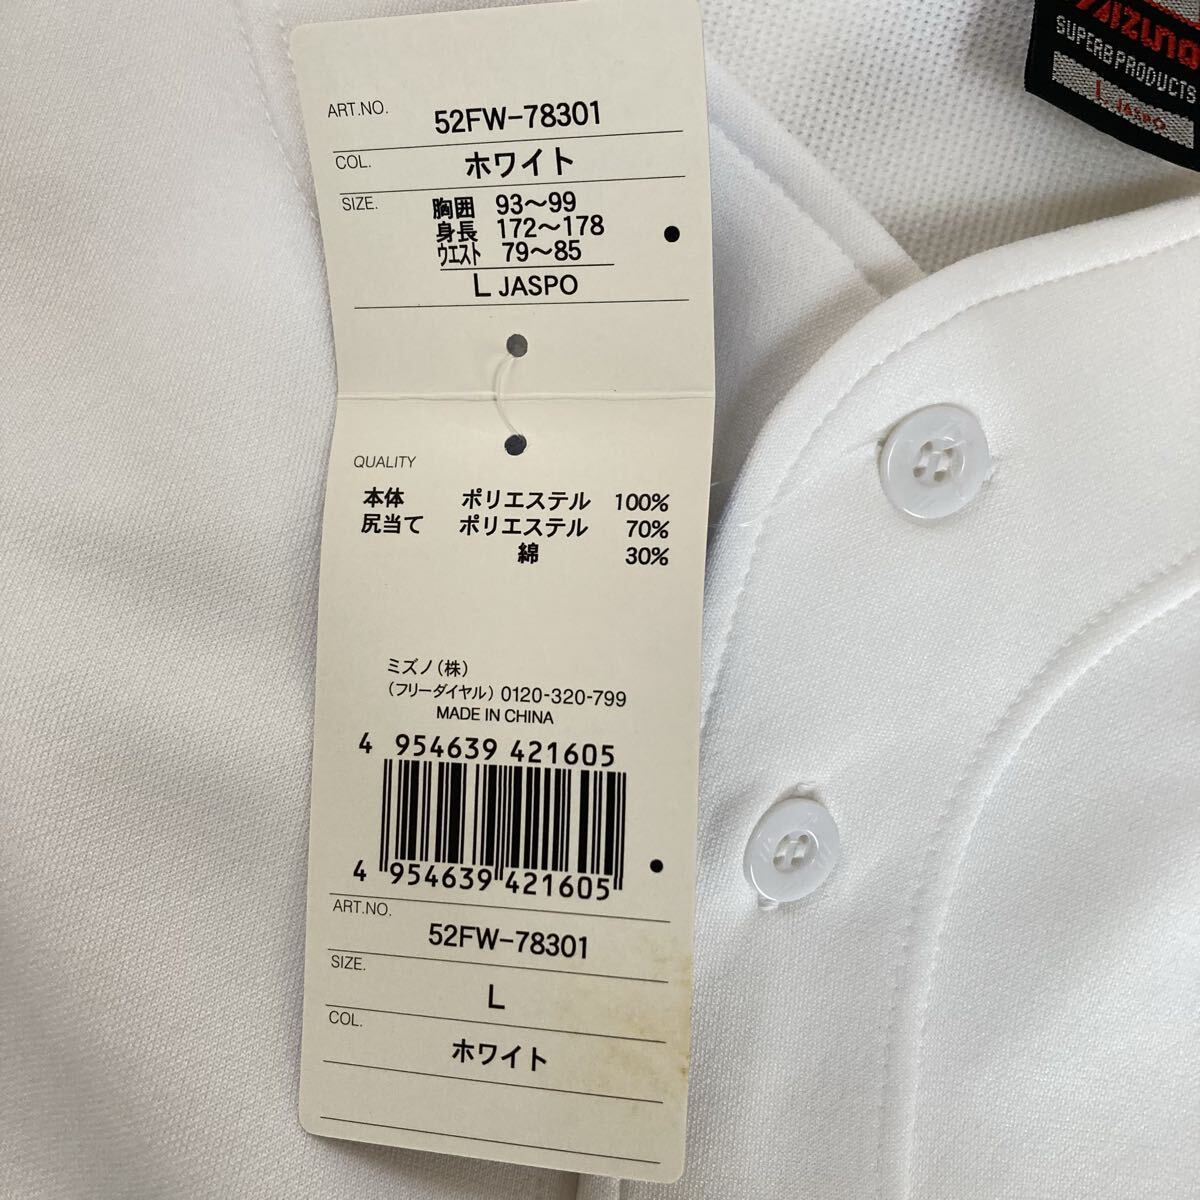 ART.NO. 52FW-78301
COL. ホワイト
SIZE. 胸囲 93〜99
身長 172〜178
ウエスト 79〜85
L JASPO
QUALITY
本体 ポリエステル 100%
尻当て ポリエステル 70%
綿 30%
ミズノ(株)
(フリーダイヤル) 0120-320-799
MADE IN CHINA
4 954639 421605
4 954639 421605
ART.NO.
52FW-78301
SIZE.
L
COL.
ホワイト
Mizuno
SUPERB PRODUCTS
L JASPO